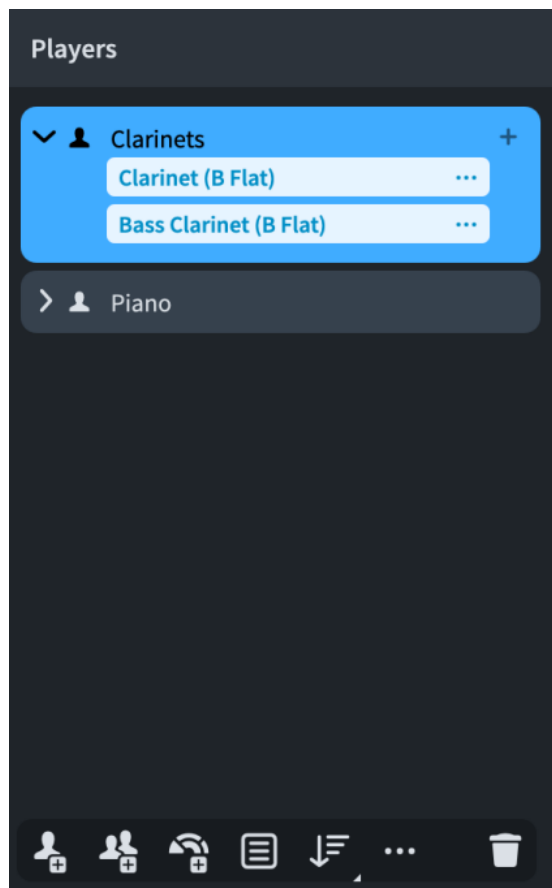 Players
Clarinets
Clarinet (B Flat)
Bass Clarinet (B Flat)
Piano